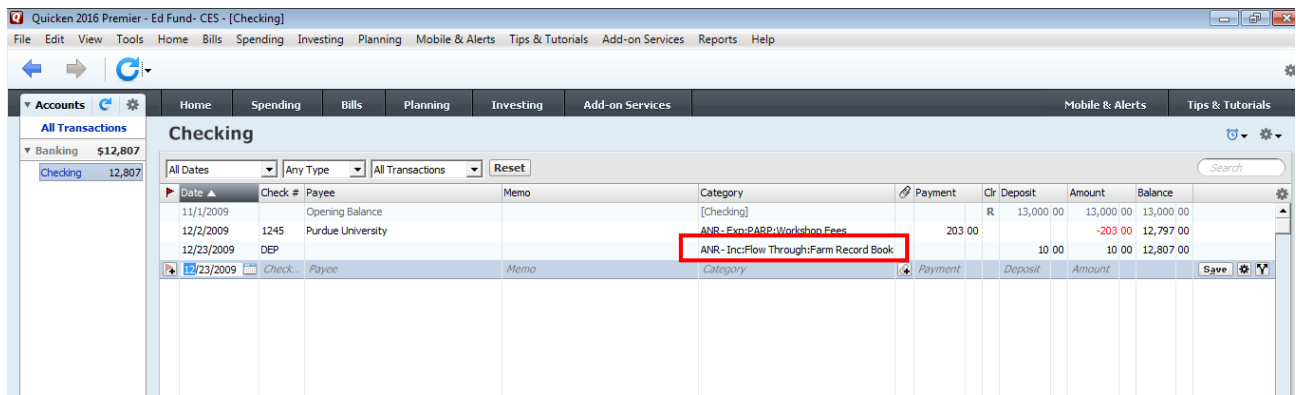 Quicken 2016 Premier - Ed Fund- CES - [Checking]
File Edit View Tools Home Bills Spending Investing Planning Mobile & Alerts Tips & Tutorials Add-on Services Reports Help
Accounts Home Spending Bills Planning Investing Add-on Services Mobile & Alerts Tips & Tutorials
All Transactions
Checking
Banking $12,807
Checking 12,807
All Dates Any Type All Transactions Reset Search
Date Check # Payee Memo Category Payment Clr Deposit Amount Balance
11/1/2009 Opening Balance [Checking] R 13,000 00 13,000 00 13,000 00
12/2/2009 1245 Purdue University ANR-Exp:PARP:Workshop Fees 203 00 -203 00 12,797 00
12/23/2009 DEP ANR-Inc:Flow Through:Farm Record Book 10 00 10 00 12,807 00
12/23/2009 Check... Payee Memo Category Payment Deposit Amount Save